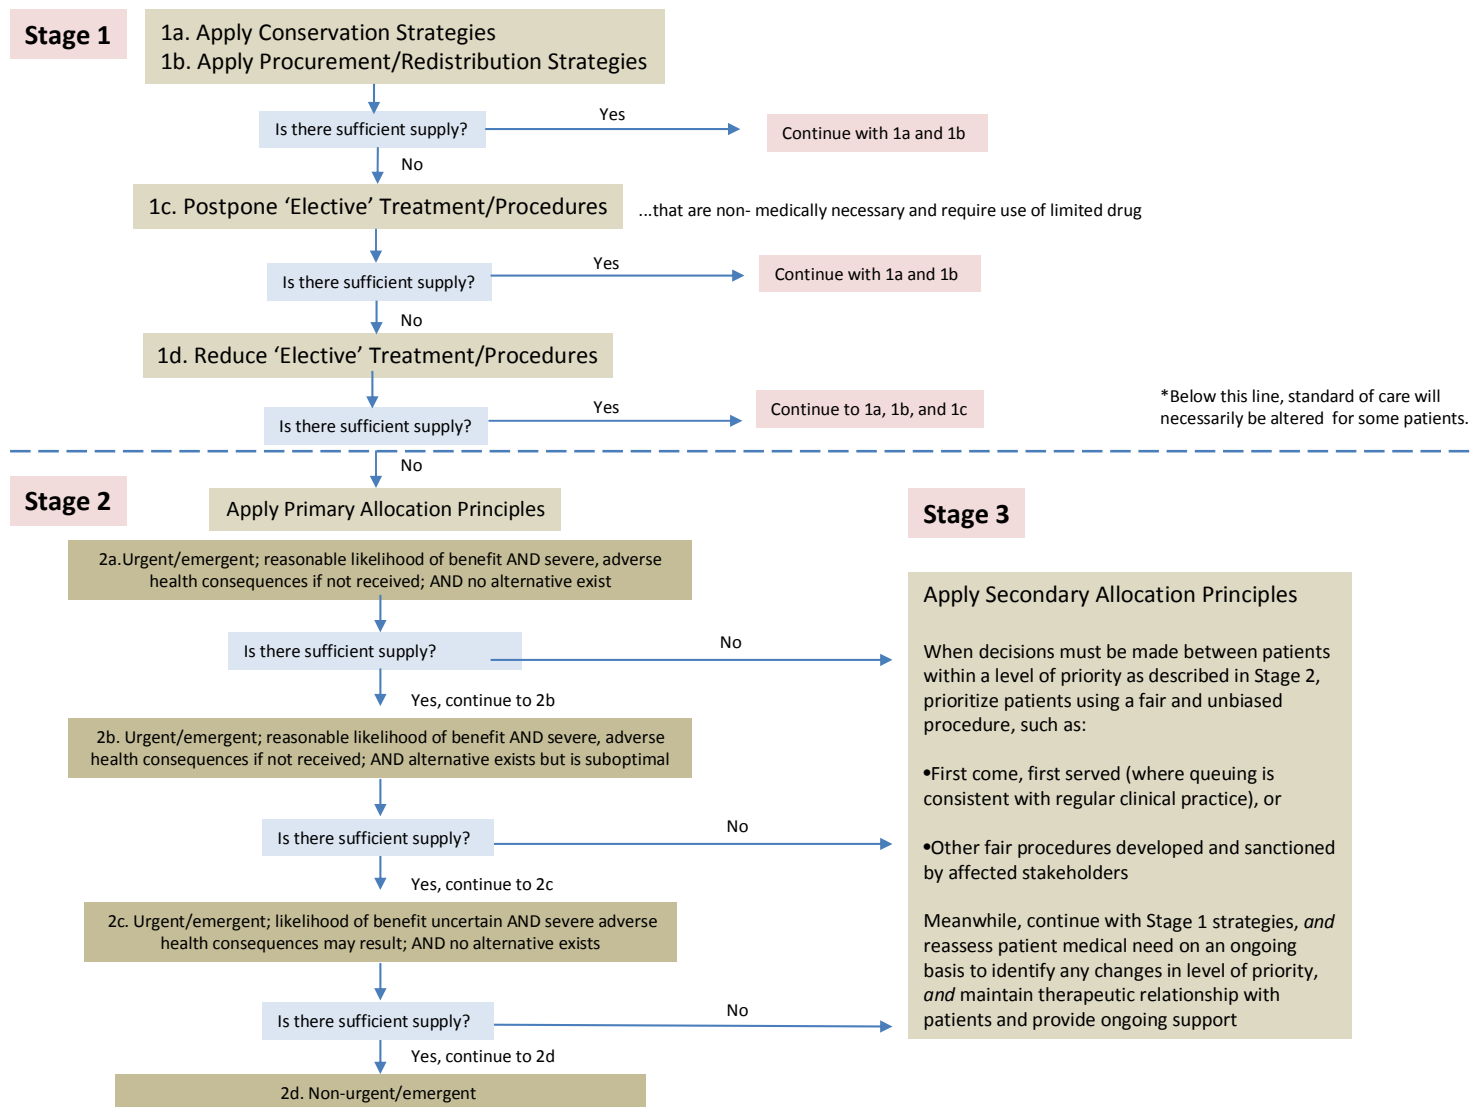 Stage 1
1a. Apply Conservation Strategies
1b. Apply Procurement/Redistribution Strategies
Is there sufficient supply?
Yes
Continue with 1a and 1b
No
1c. Postpone ‘Elective’ Treatment/Procedures
...that are non- medically necessary and require use of limited drug
Is there sufficient supply?
Yes
Continue with 1a and 1b
No
1d. Reduce ‘Elective’ Treatment/Procedures
Is there sufficient supply?
Yes
Continue to 1a, 1b, and 1c
*Below this line, standard of care will
necessarily be altered for some patients.
No
Stage 2
Apply Primary Allocation Principles
2a.Urgent/emergent; reasonable likelihood of benefit AND severe, adverse
health consequences if not received; AND no alternative exist
Is there sufficient supply?
No
Yes, continue to 2b
2b. Urgent/emergent; reasonable likelihood of benefit AND severe, adverse
health consequences if not received; AND alternative exists but is suboptimal
Is there sufficient supply?
No
Yes, continue to 2c
2c. Urgent/emergent; likelihood of benefit uncertain AND severe adverse
health consequences may result; AND no alternative exists
Is there sufficient supply?
No
Yes, continue to 2d
2d. Non-urgent/emergent
Stage 3
Apply Secondary Allocation Principles
When decisions must be made between patients
within a level of priority as described in Stage 2,
prioritize patients using a fair and unbiased
procedure, such as:
•First come, first served (where queuing is
consistent with regular clinical practice), or
•Other fair procedures developed and sanctioned
by affected stakeholders
Meanwhile, continue with Stage 1 strategies, and
reassess patient medical need on an ongoing
basis to identify any changes in level of priority,
and maintain therapeutic relationship with
patients and provide ongoing support